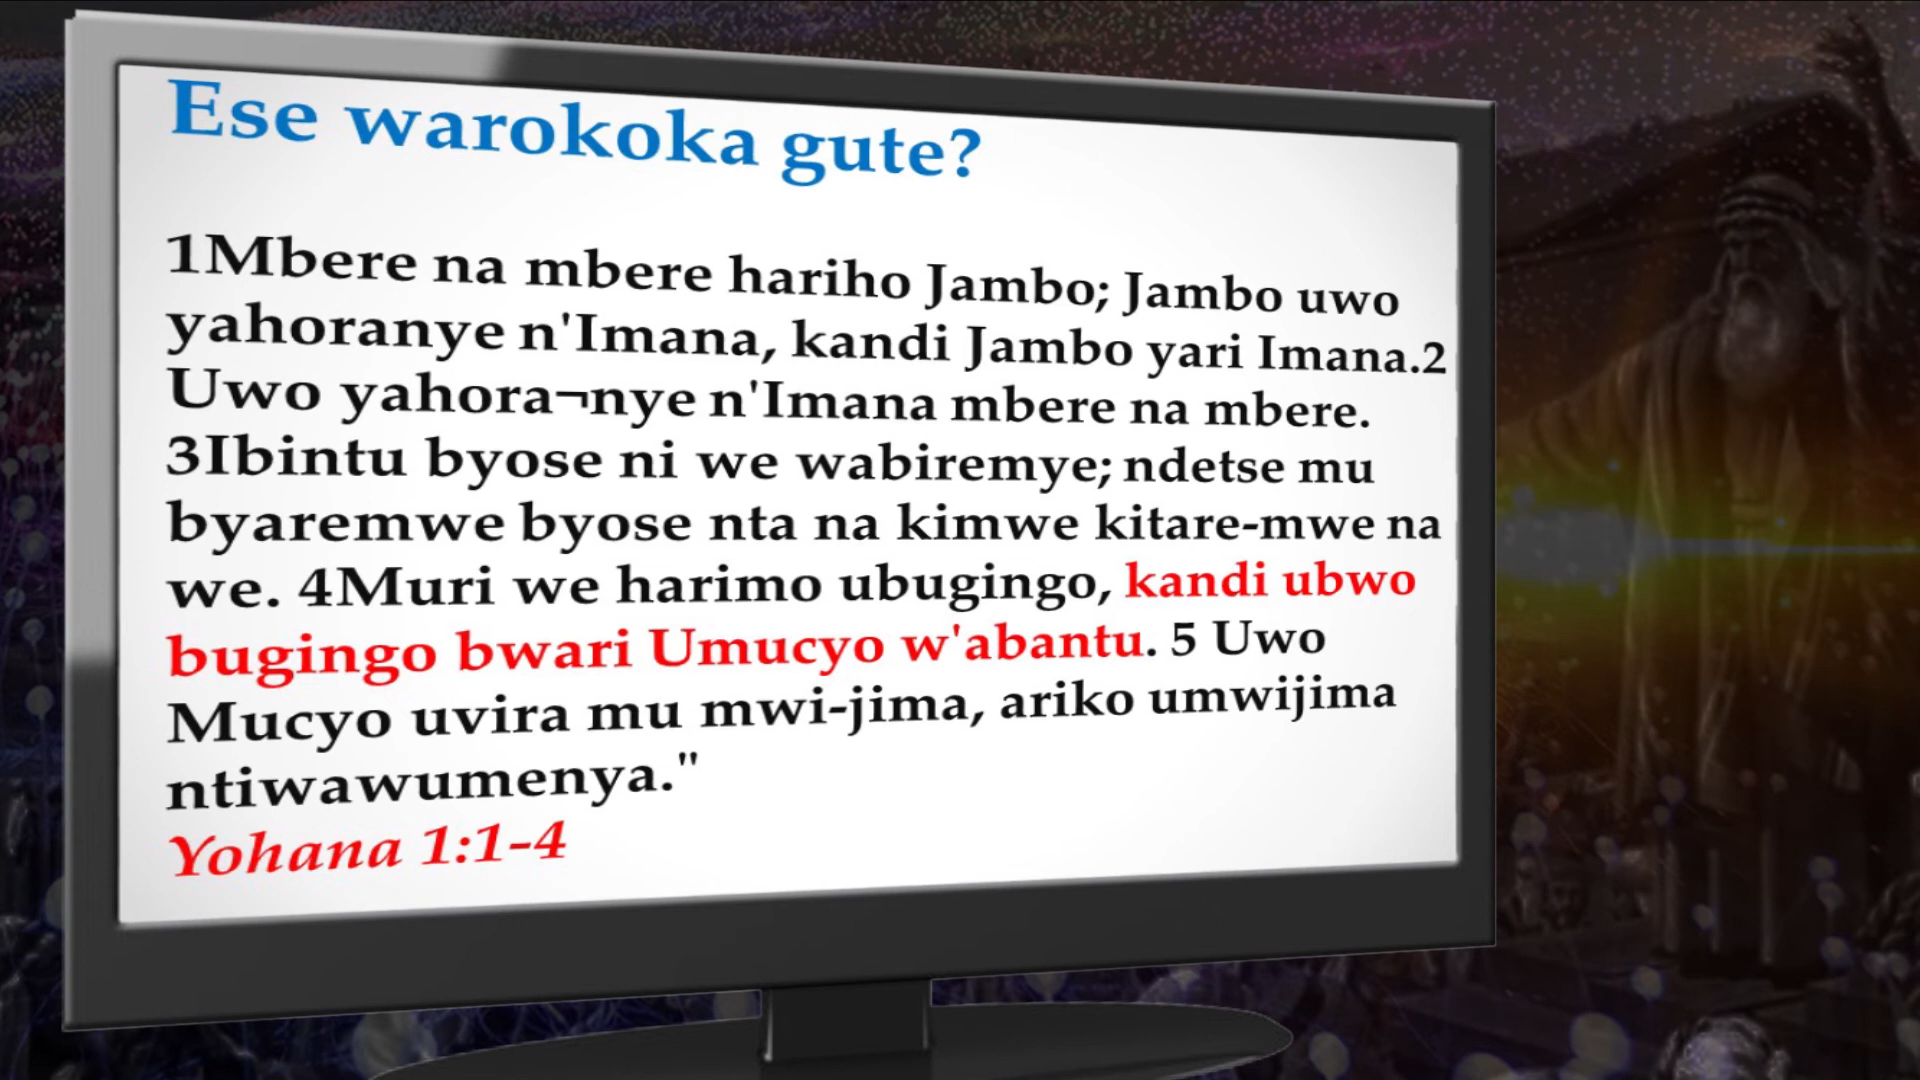 Ese warokoka gute?
1Mbere na mbere hariho Jambo; Jambo uwo
yahoranye n'Imana, kandi Jambo yari Imana.2
Uwo yahora¬nye n'Imana mbere na mbere.
3Ibintu byose ni we wabiremye; ndetse mu
byaremwe byose nta na kimwe kitare-mwe na
we. 4Muri we harimo ubugingo, kandi ubwo
bugingo bwari Umucyo w'abantu. 5 Uwo
Mucyo uvira mu mwi-jima, ariko umwijima
ntiwawumenya."
Yohana 1:1-4